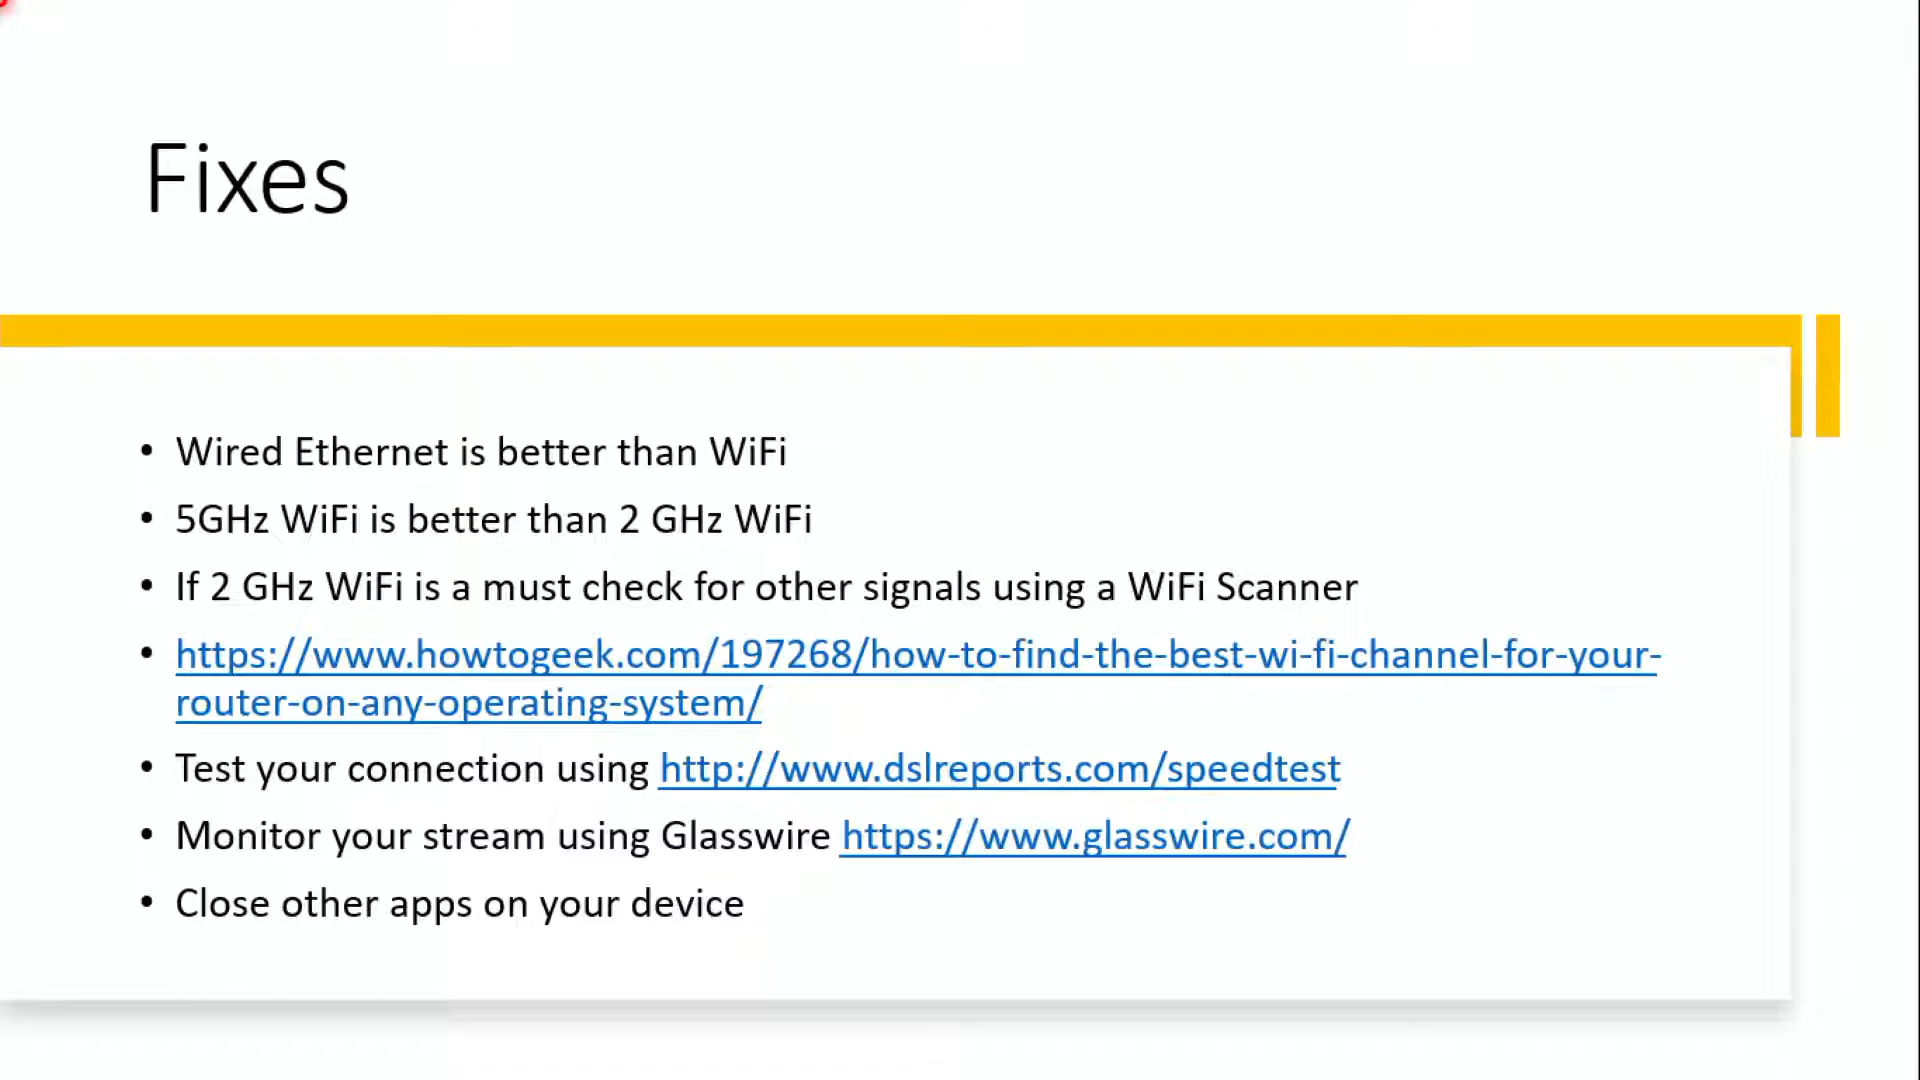 Fixes
• Wired Ethernet is better than WiFi
• 5GHz WiFi is better than 2 GHz WiFi
• If 2 GHz WiFi is a must check for other signals using a WiFi Scanner
• https://www.howtogeek.com/197268/how-to-find-the-best-wi-fi-channel-for-your-
router-on-any-operating-system/
• Test your connection using http://www.dslreports.com/speedtest
• Monitor your stream using Glasswire https://www.glasswire.com/
• Close other apps on your device